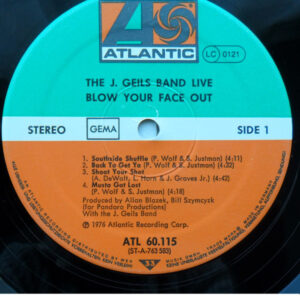 ATLANTIC
LC 0121
THE J. GEILS BAND LIVE
BLOW YOUR FACE OUT
STEREO
GEMA
SIDE 1
1. Southside Shuffle (P. Wolf & S. Justman) (4:11)
2. Back To Get Ya (P. Wolf & S. Justman) (4:32)
3. Shoot Your Shot
(A. DeWalt, L. Horn & J. Graves Jr.) (4:42)
4. Musta Got Lost
(P. Wolf & S. Justman) (4:18)
Produced by Allan Blazek, Bill Szymczyk
(for Pandora Productions)
With the J. Geils Band
℗ 1976 Atlantic Recording Corp.
ATL 60.115
(ST-A-763 583)